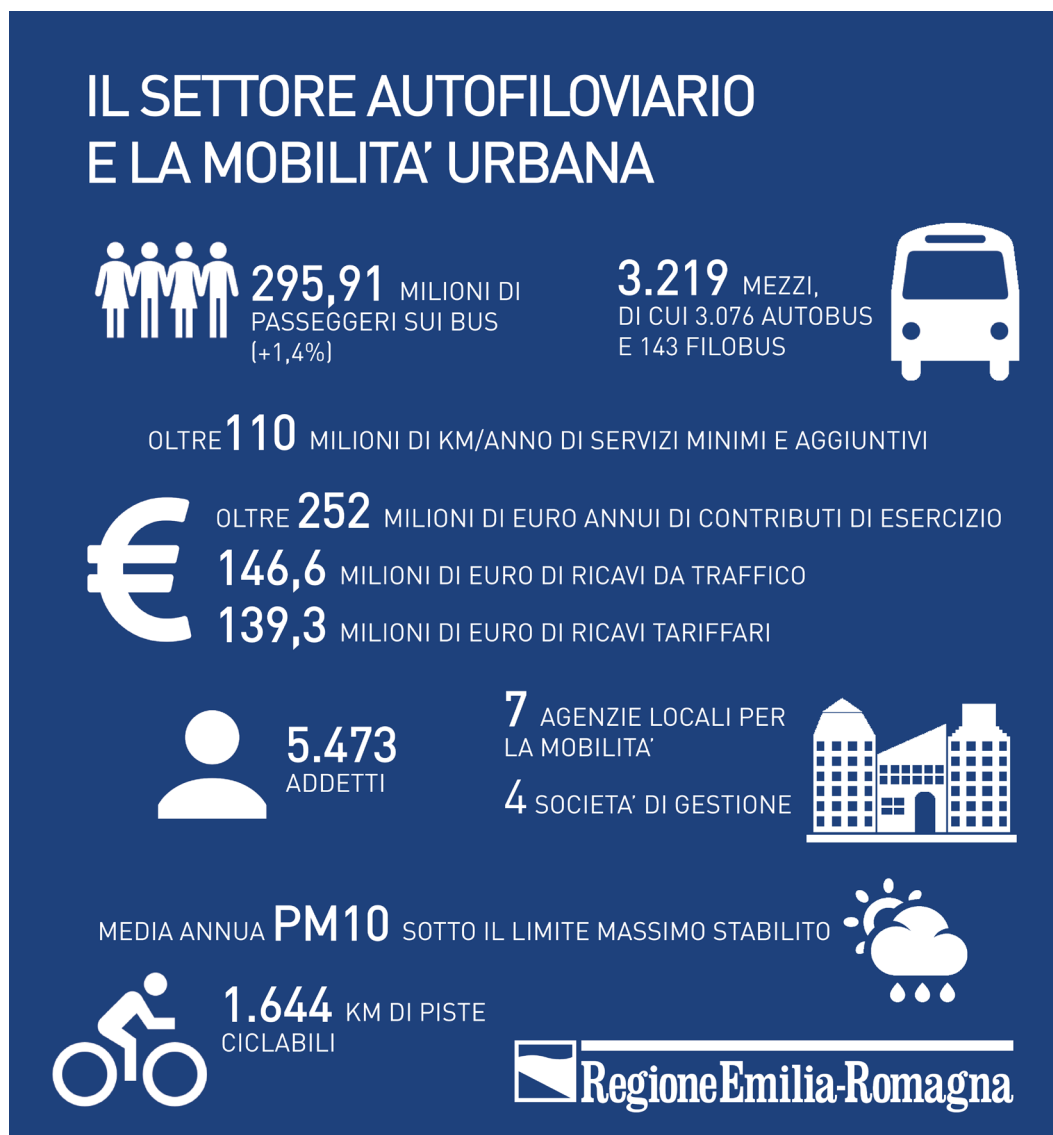 IL SETTORE AUTOFILOVIARIO
E LA MOBILITA’ URBANA
295,91 MILIONI DI
PASSEGGERI SUI BUS
(+1,4%)
3.219 MEZZI,
DI CUI 3.076 AUTOBUS
E 143 FILOBUS
OLTRE 110 MILIONI DI KM/ANNO DI SERVIZI MINIMI E AGGIUNTIVI
OLTRE 252 MILIONI DI EURO ANNUI DI CONTRIBUTI DI ESERCIZIO
146,6 MILIONI DI EURO DI RICAVI DA TRAFFICO
139,3 MILIONI DI EURO DI RICAVI TARIFFARI
5.473
ADDETTI
7 AGENZIE LOCALI PER
LA MOBILITA’
4 SOCIETA’ DI GESTIONE
MEDIA ANNUA PM10 SOTTO IL LIMITE MASSIMO STABILITO
1.644 KM DI PISTE
CICLABILI
RegioneEmilia-Romagna